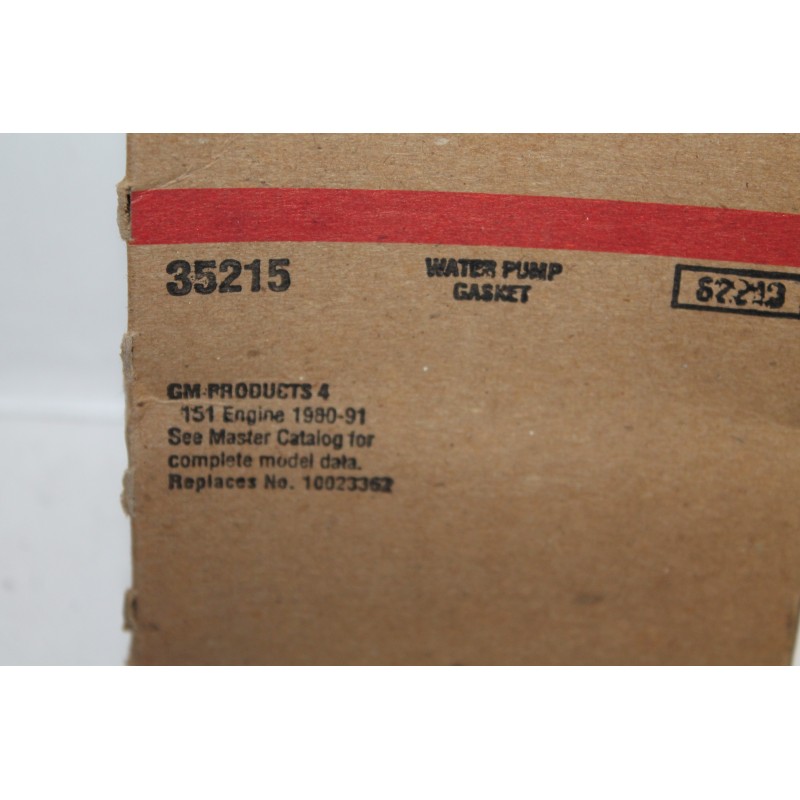 35215
WATER PUMP
GASKET
GM-PRODUCTS 4
151 Engine 1980-91
See Master Catalog for
complete model data.
Replaces No. 10023362